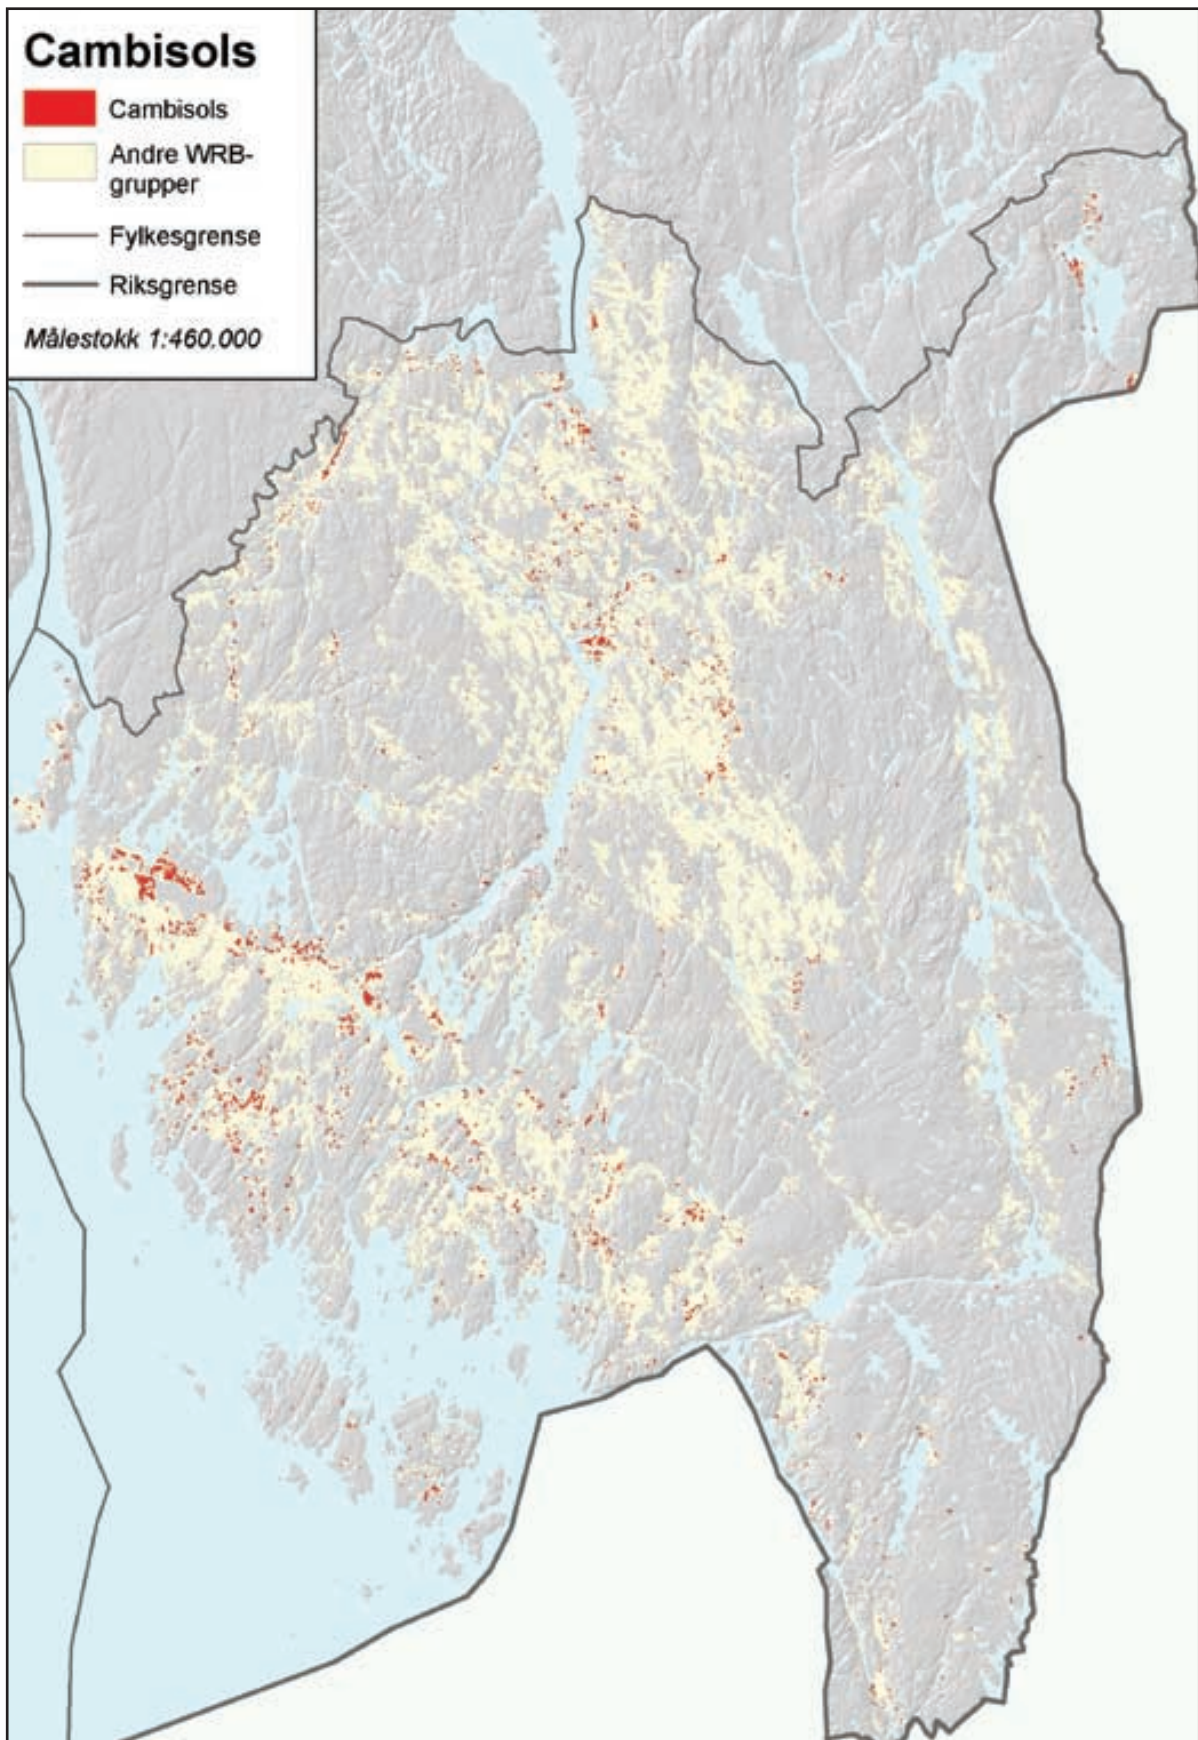 Cambisols
Cambisols
Andre WRB-
grupper
Fylkesgrense
Riksgrense
Målestokk 1:460.000